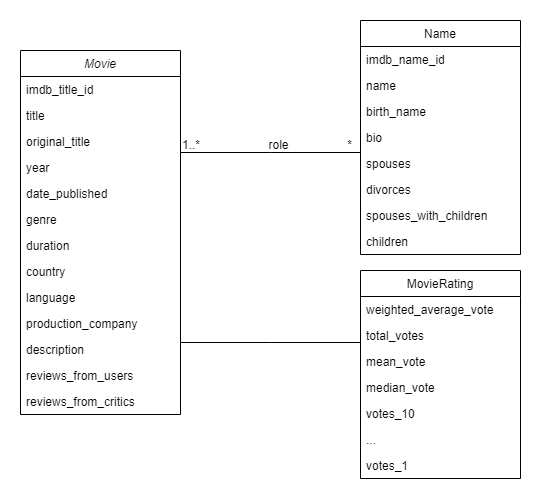 Movie
imdb_title_id
title
original_title
year
date_published
genre
duration
country
language
production_company
description
reviews_from_users
reviews_from_critics
1..* role *
Name
imdb_name_id
name
birth_name
bio
spouses
divorces
spouses_with_children
children
MovieRating
weighted_average_vote
total_votes
mean_vote
median_vote
votes_10
...
votes_1